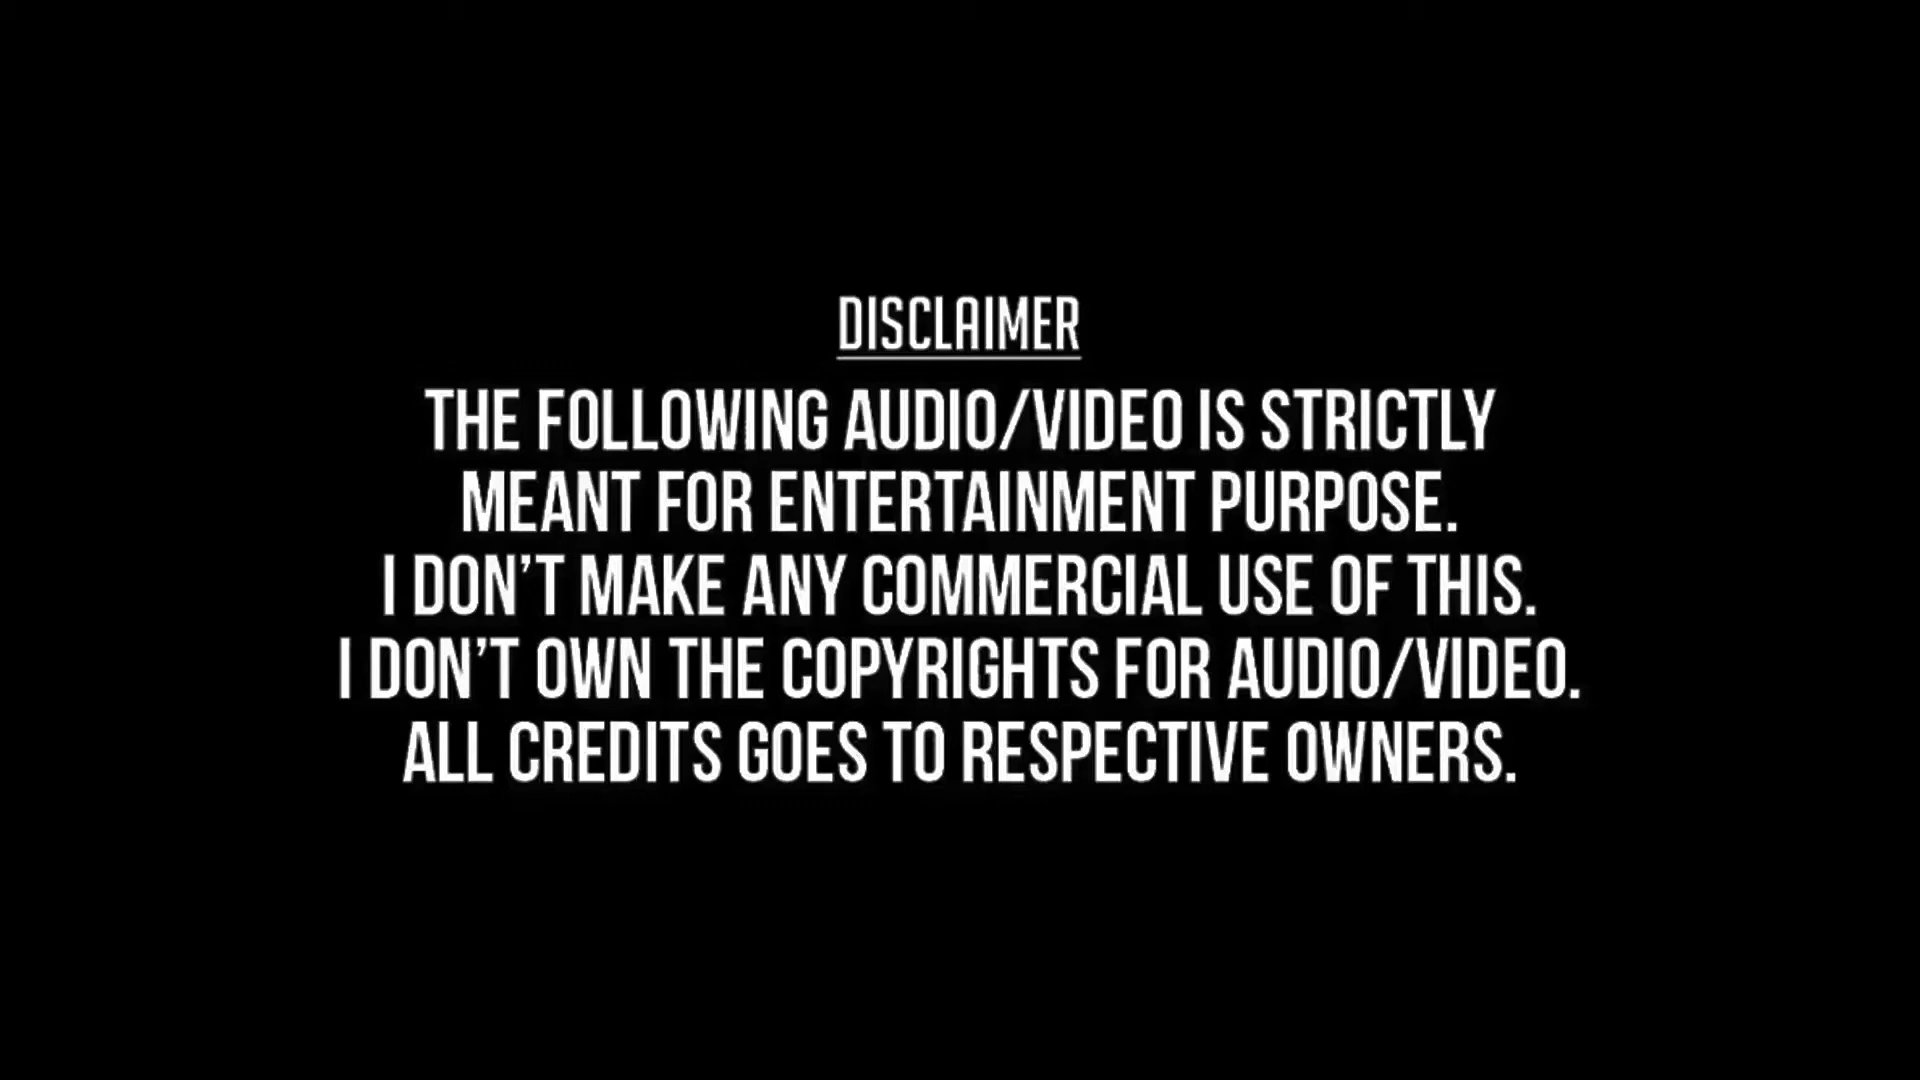 DISCLAIMER
THE FOLLOWING AUDIO/VIDEO IS STRICTLY
MEANT FOR ENTERTAINMENT PURPOSE.
I DON’T MAKE ANY COMMERCIAL USE OF THIS.
I DON’T OWN THE COPYRIGHTS FOR AUDIO/VIDEO.
ALL CREDITS GOES TO RESPECTIVE OWNERS.